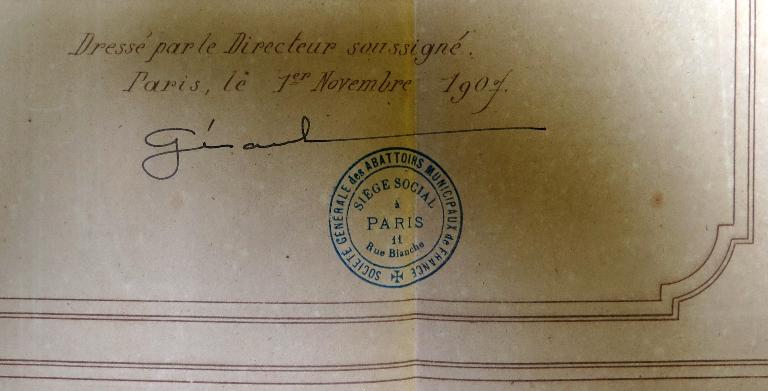 Dressé par le Directeur soussigné.
Paris, le 1er Novembre 1907.
Gérault
SOCIÉTÉ GÉNÉRALE des ABATTOIRS MUNICIPAUX de FRANCE
SIÈGE SOCIAL
à
PARIS
11
Rue Blanche